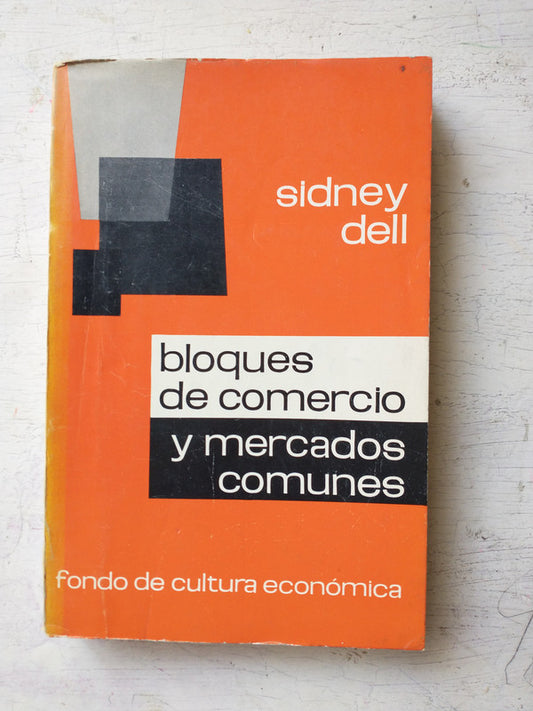 sidney
dell
bloques
de comercio
y mercados
comunes
fondo de cultura económica